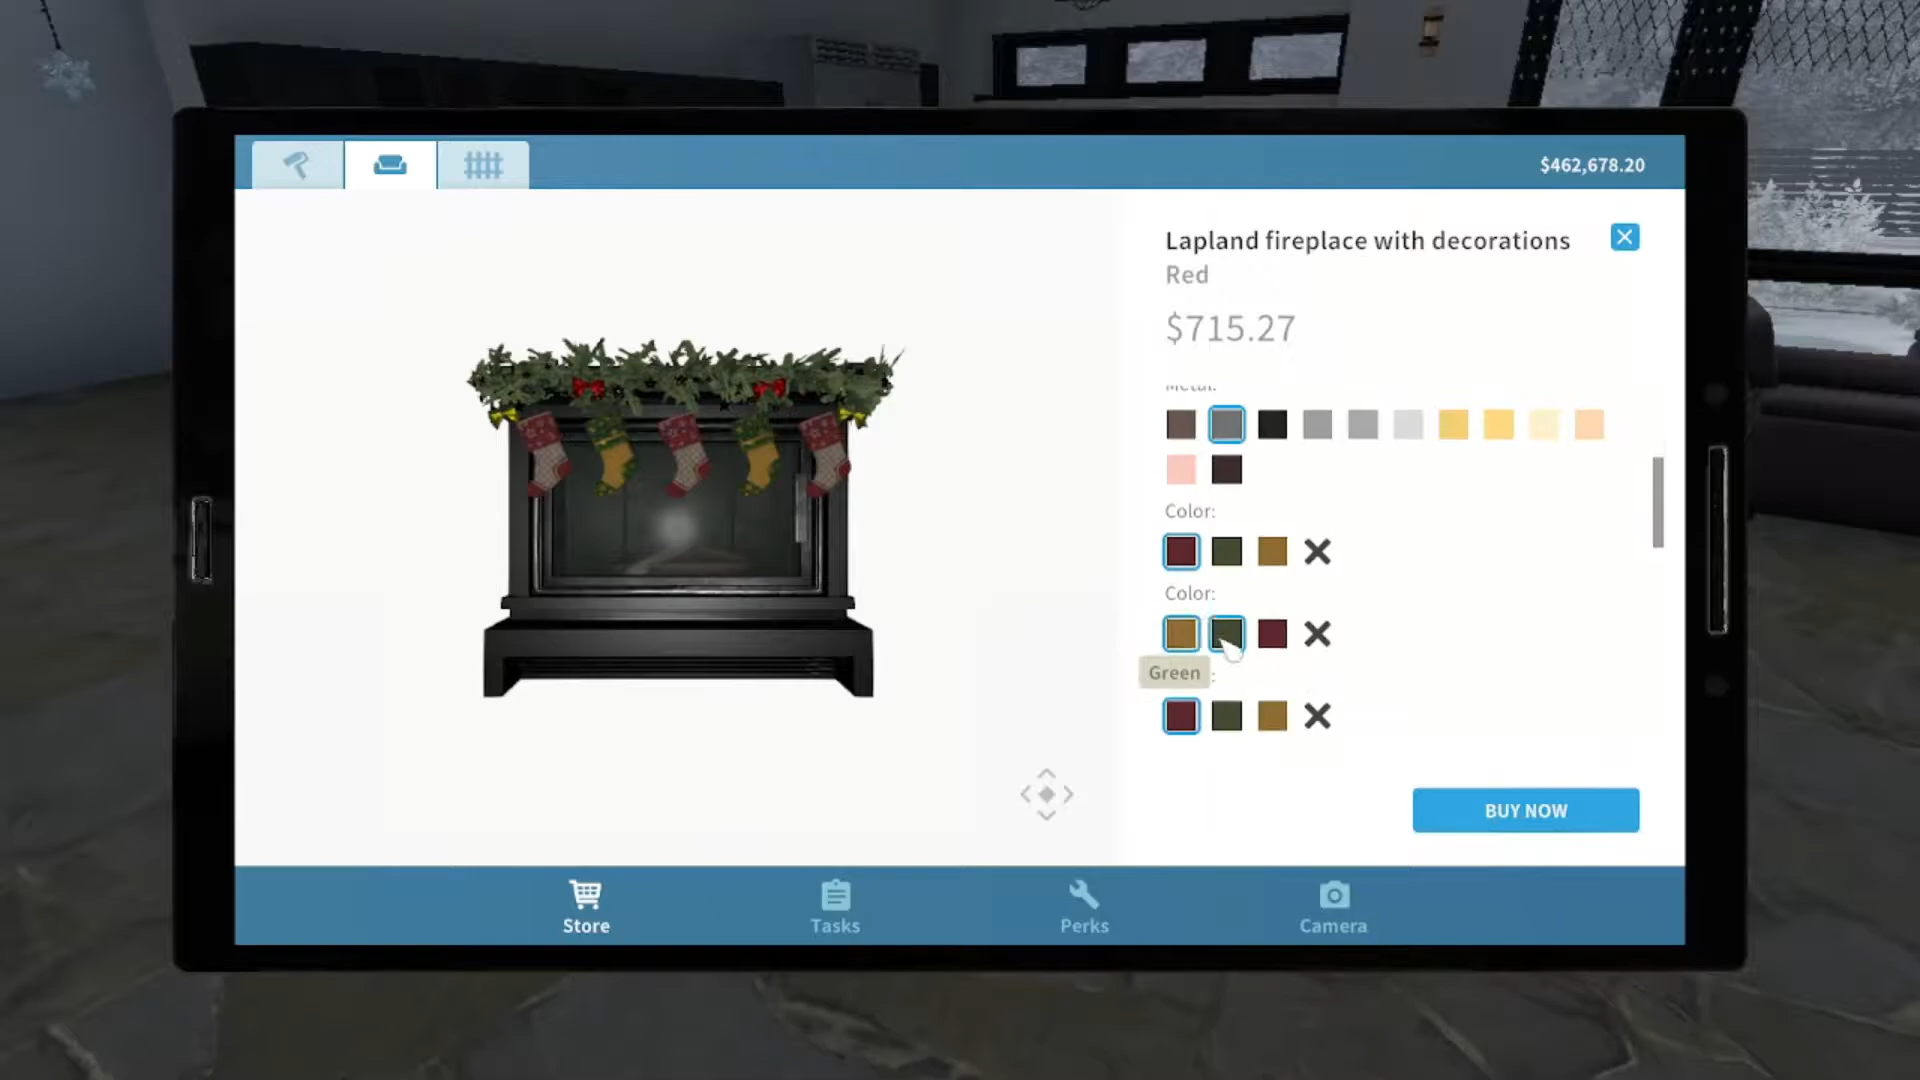 $462,678.20
Lapland fireplace with decorations
Red
$715.27
Metal:
Color:
Color:
Green
:
BUY NOW
Store
Tasks
Perks
Camera